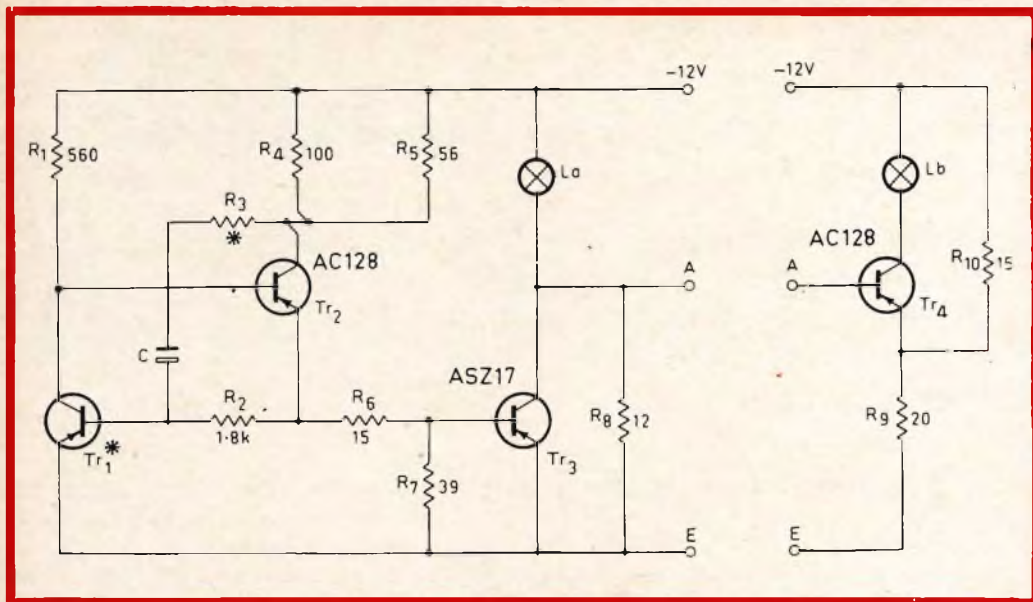 -12V
-12V
R1 560
R4 100
R5 56
La
Lb
R3
*
AC128
Tr2
A
A
AC128
Tr4
R10 15
C
ASZ17
R2
1·8k
R6
15
R8 12
R9 20
Tr1 *
R7 39
Tr3
E
E